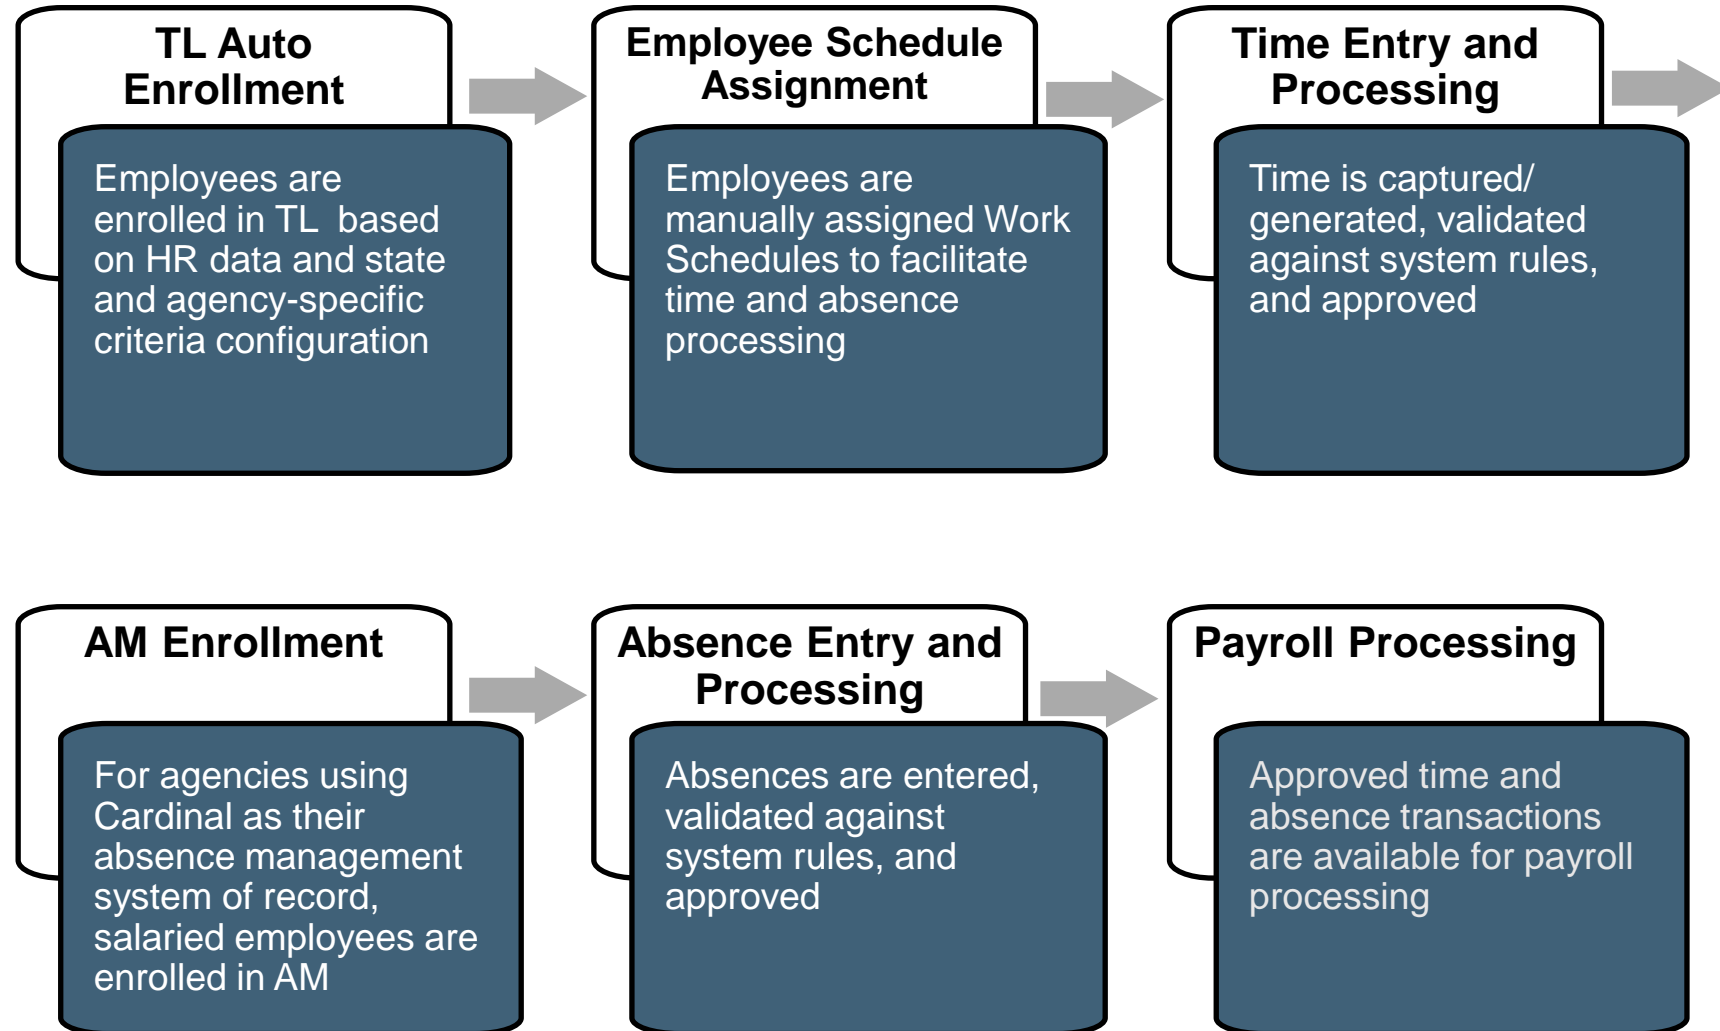 TL Auto
Enrollment
Employees are
enrolled in TL  based
on HR data and state
and agency-specific
criteria configuration
Employee Schedule
Assignment
Employees are
manually assigned Work
Schedules to facilitate
time and absence
processing
Time Entry and
Processing
Time is captured/
generated, validated
against system rules,
and approved
AM Enrollment
For agencies using
Cardinal as their
absence management
system of record,
salaried employees are
enrolled in AM
Absence Entry and
Processing
Absences are entered,
validated against
system rules, and
approved
Payroll Processing
Approved time and
absence transactions
are available for payroll
processing